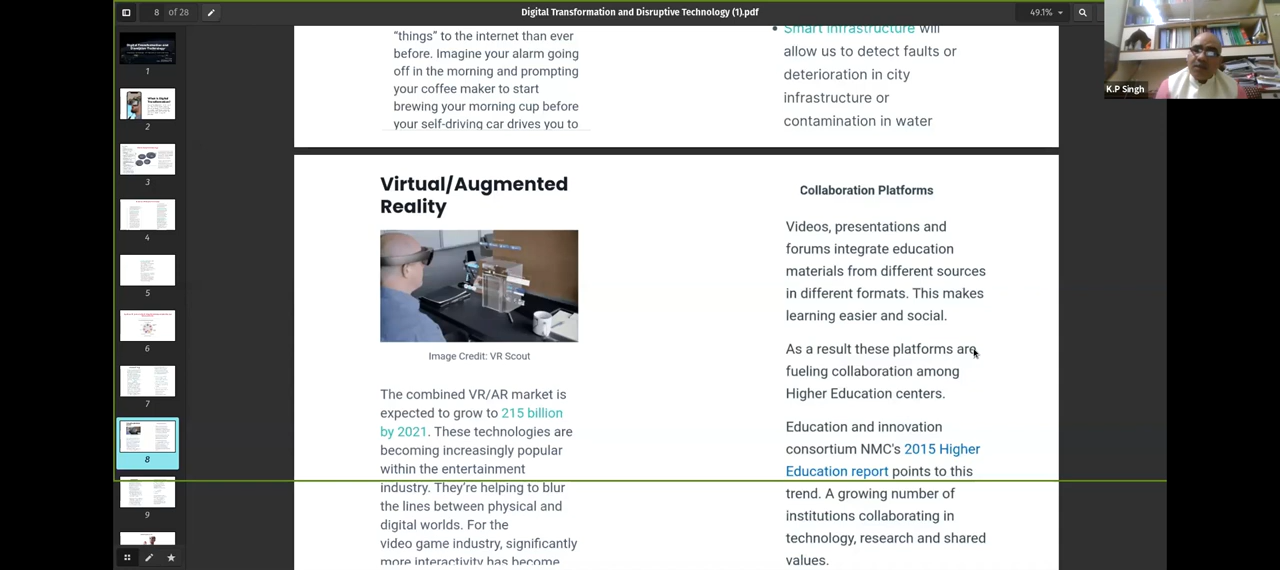 8 of 28
Digital Transformation and Disruptive Technology (1).pdf
49.1%
K.P Singh
1
2
3
4
5
6
7
8
9
“things” to the internet than ever
before. Imagine your alarm going
off in the morning and prompting
your coffee maker to start
brewing your morning cup before
your self-driving car drives you to
Smart infrastructure will
allow us to detect faults or
deterioration in city
infrastructure or
contamination in water
Virtual/Augmented
Reality
Image Credit: VR Scout
The combined VR/AR market is
expected to grow to 215 billion
by 2021. These technologies are
becoming increasingly popular
within the entertainment
industry. They’re helping to blur
the lines between physical and
digital worlds. For the
video game industry, significantly
more interactivity has become
Collaboration Platforms
Videos, presentations and
forums integrate education
materials from different sources
in different formats. This makes
learning easier and social.
As a result these platforms are
fueling collaboration among
Higher Education centers.
Education and innovation
consortium NMC's 2015 Higher
Education report points to this
trend. A growing number of
institutions collaborating in
technology, research and shared
values.